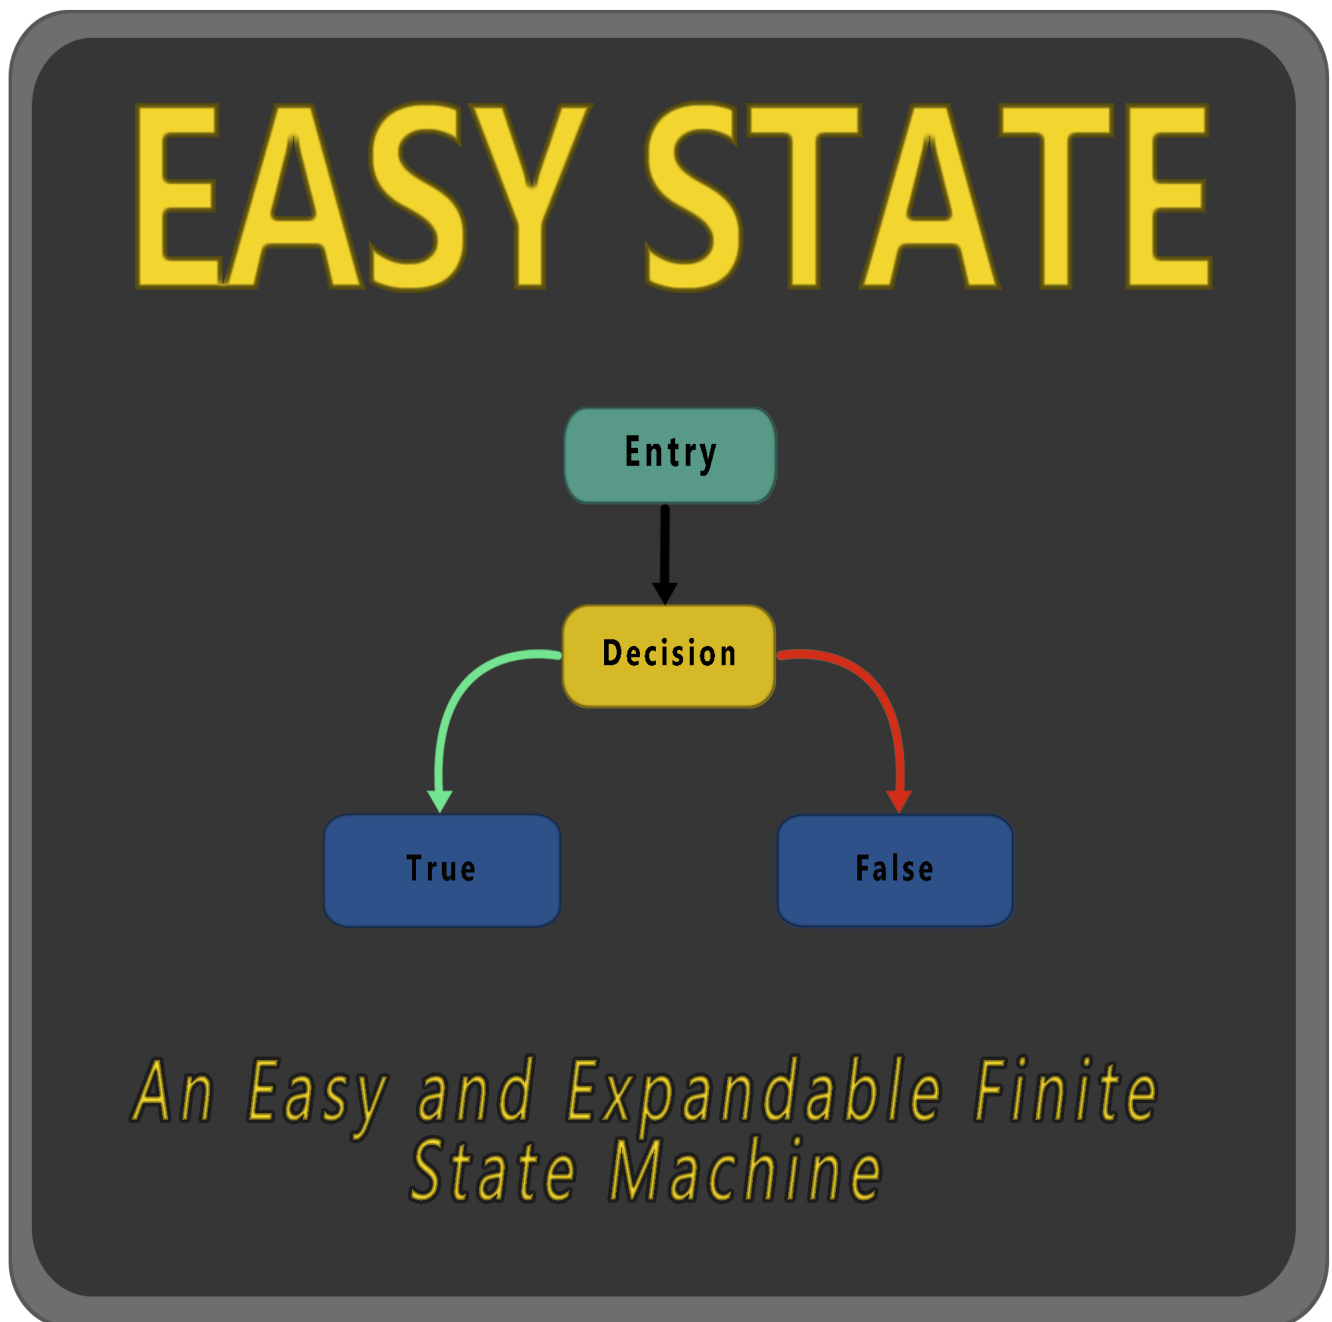 EASY STATE
Entry
Decision
True
False
An Easy and Expandable Finite
State Machine